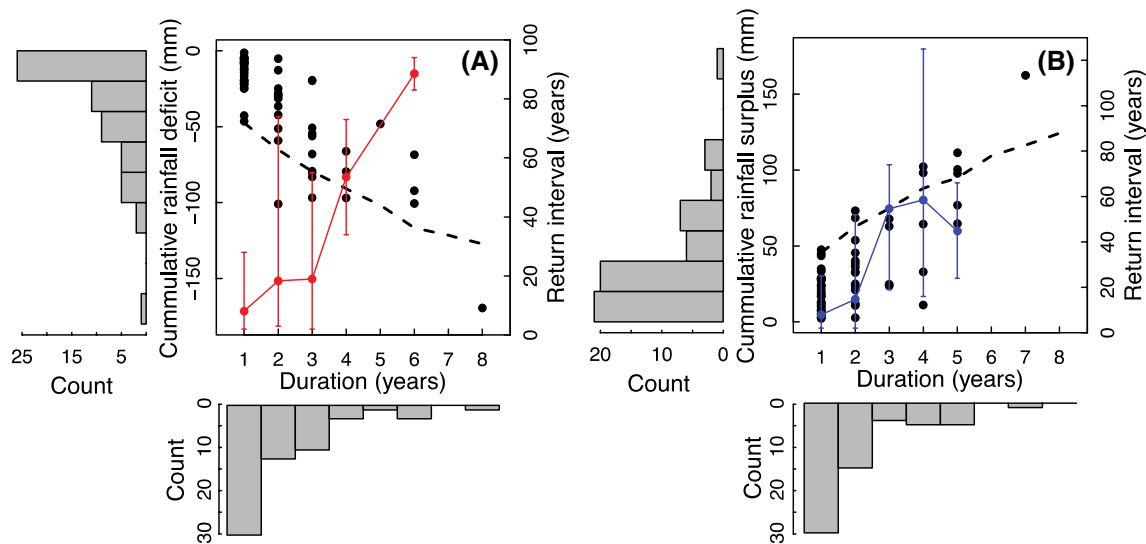 (A)
Cummulative rainfall deficit (mm)
0
−50
−100
−150
Return interval (years)
0
20
40
60
80
100
1 2 3 4 5 6 7 8
Duration (years)
25 15 5
Count
Count
0
10
20
30
(B)
Cummulative rainfall surplus (mm)
0
50
100
150
Return interval (years)
0
20
40
60
80
100
1 2 3 4 5 6 7 8
Duration (years)
20 10 0
Count
Count
0
10
20
30